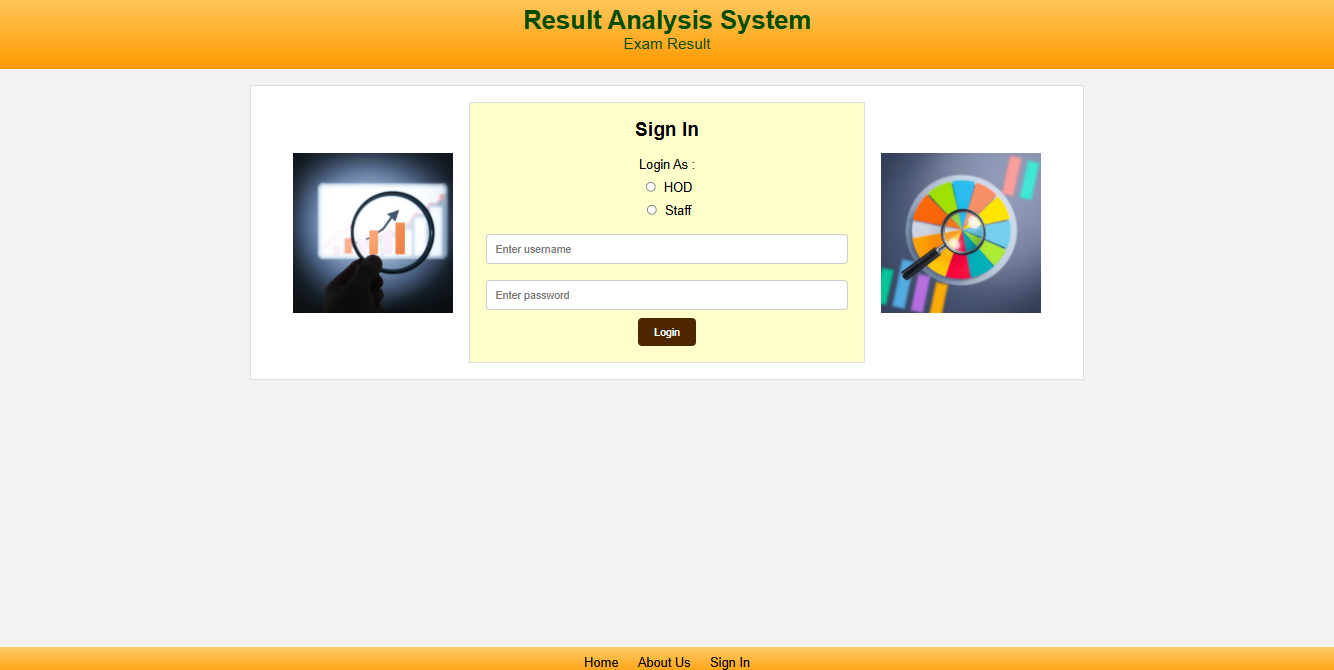 Result Analysis System
Exam Result
Sign In
Login As :
HOD
Staff
Enter username
Enter password
Login
Home About Us Sign In